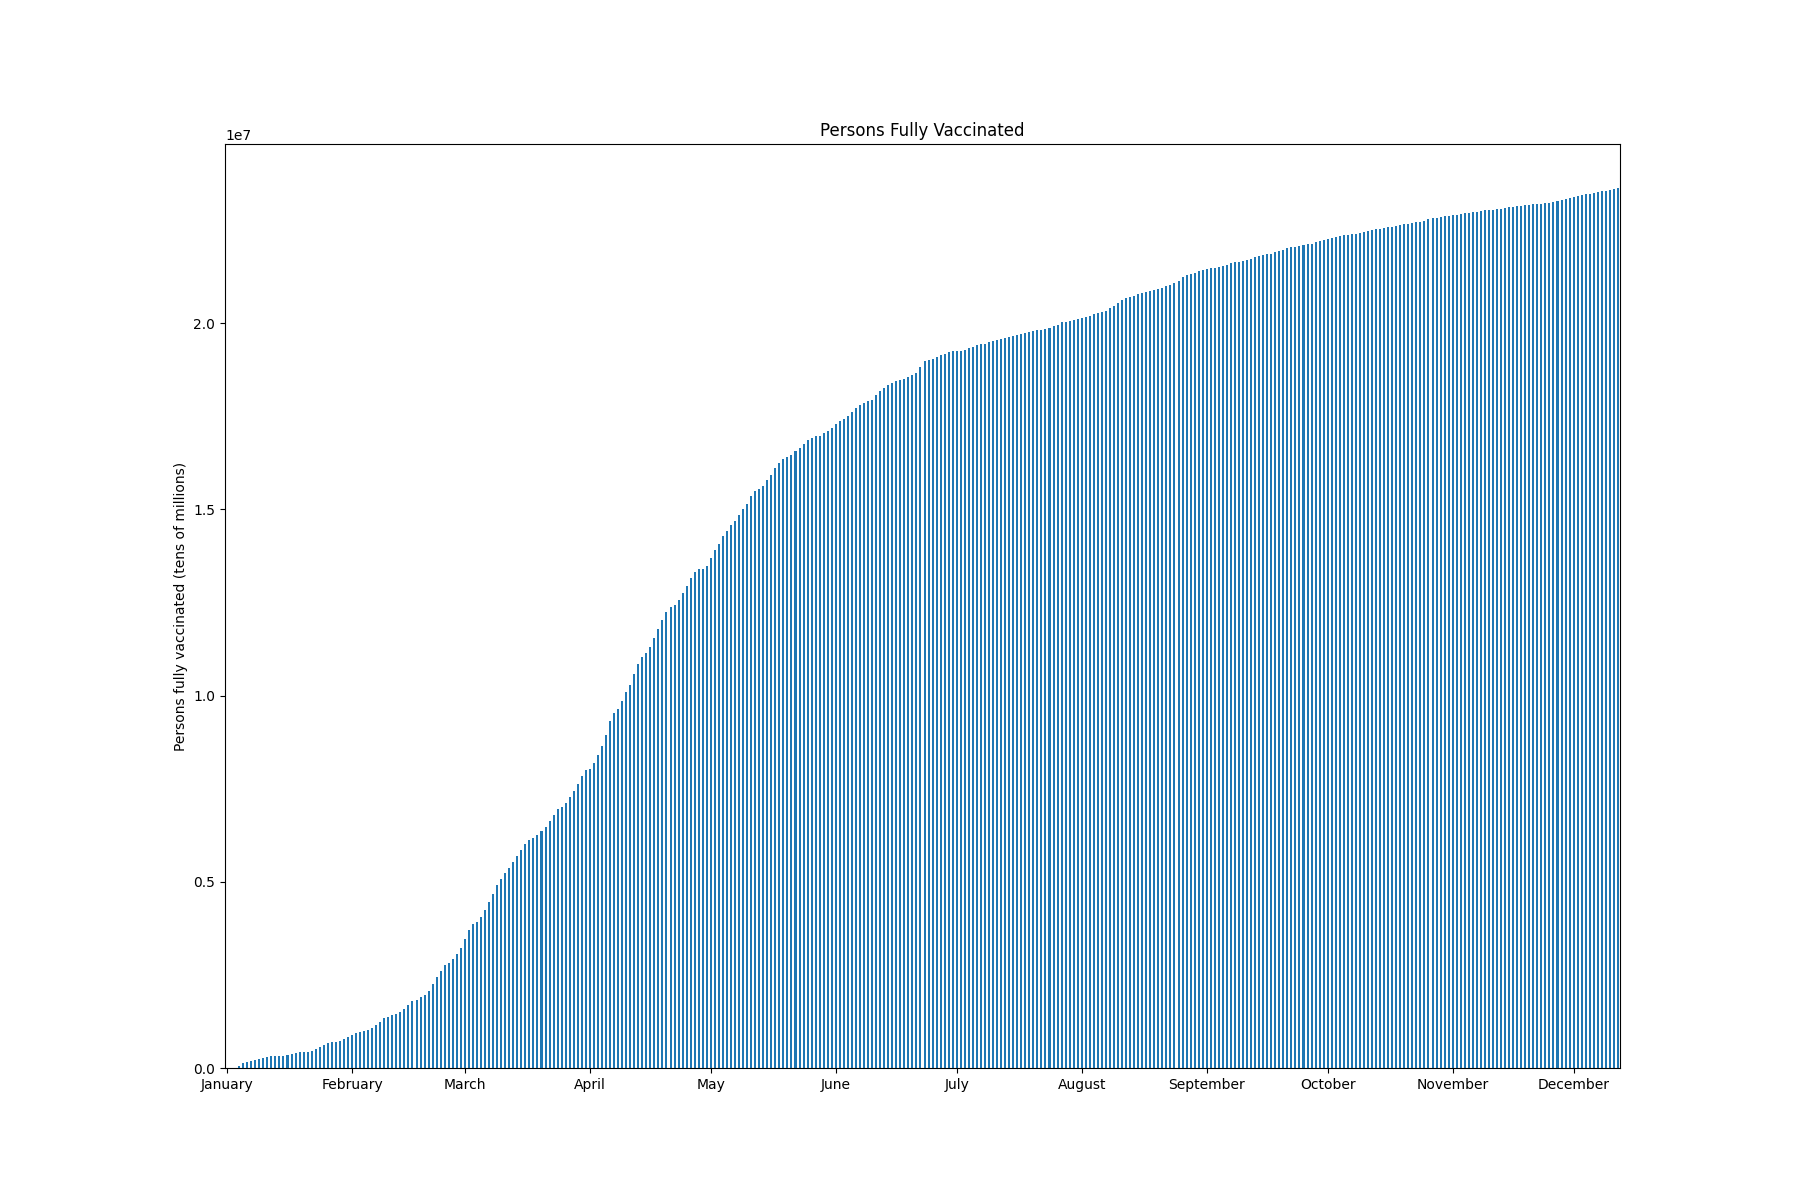 Persons Fully Vaccinated
1e7
Persons fully vaccinated (tens of millions)
2.0
1.5
1.0
0.5
0.0
January February March April May June July August September October November December